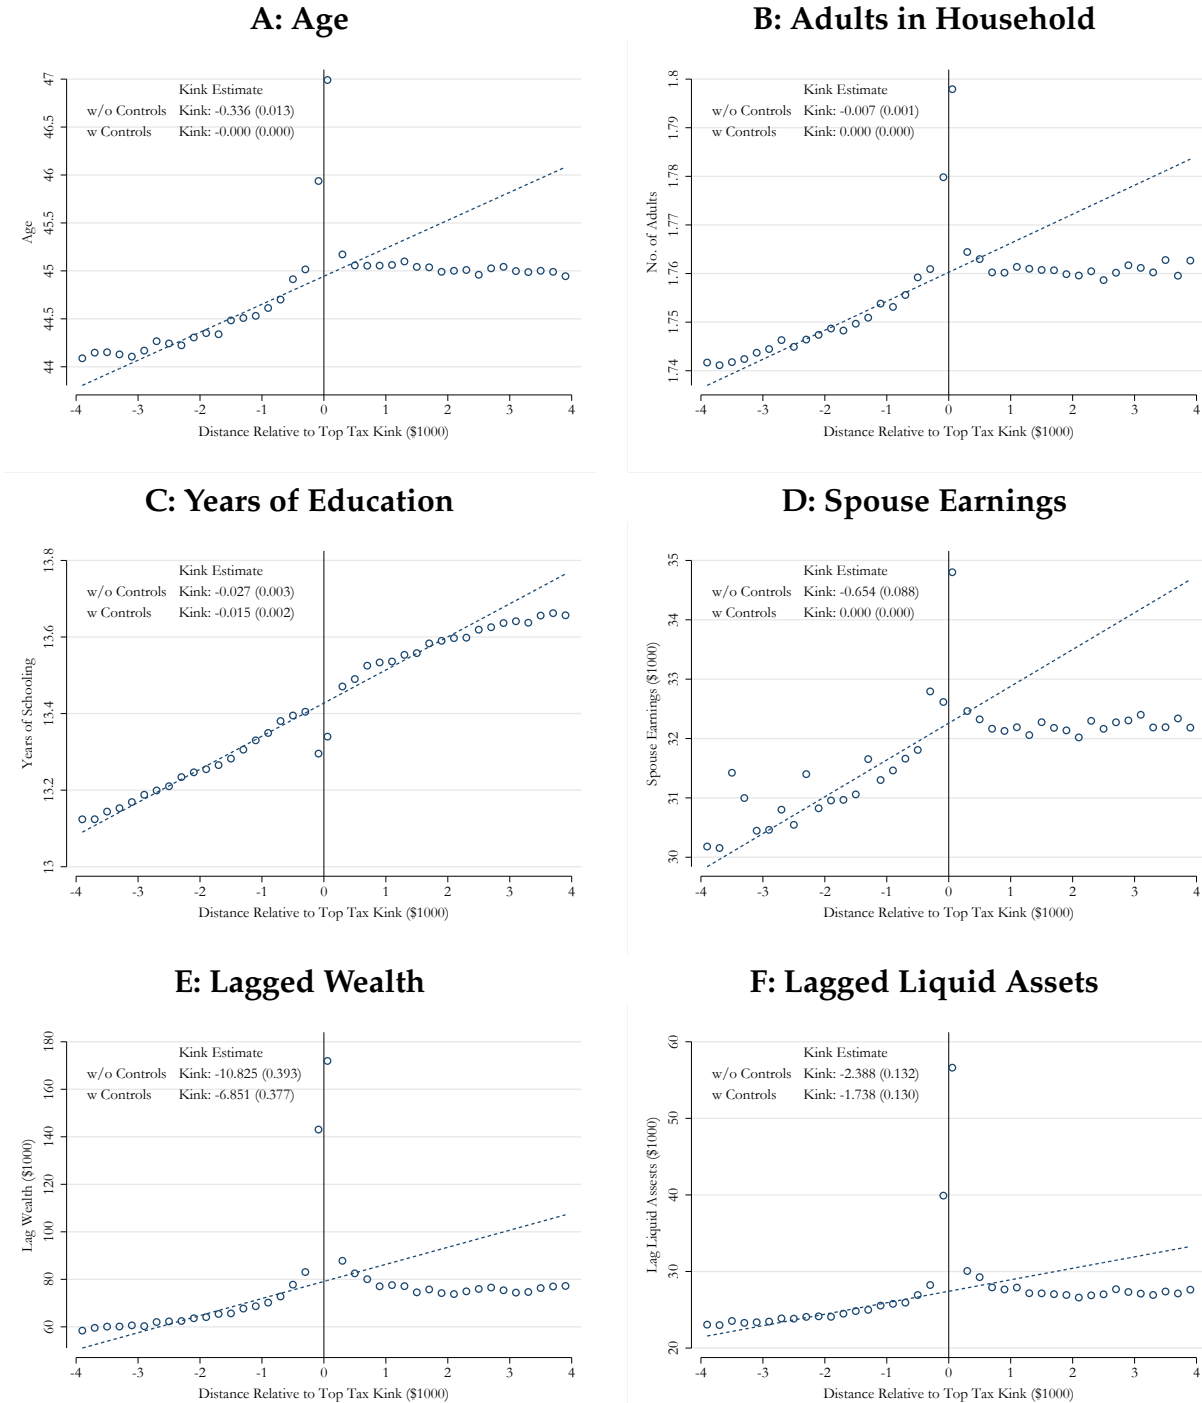 A: Age
47
46.5
46
45.5
45
44.5
44
Age
Kink Estimate
w/o Controls Kink: -0.336 (0.013)
w Controls Kink: -0.000 (0.000)
-4 -3 -2 -1 0 1 2 3 4
Distance Relative to Top Tax Kink ($1000)
B: Adults in Household
1.8
1.79
1.78
1.77
1.76
1.75
1.74
No. of Adults
Kink Estimate
w/o Controls Kink: -0.007 (0.001)
w Controls Kink: 0.000 (0.000)
-4 -3 -2 -1 0 1 2 3 4
Distance Relative to Top Tax Kink ($1000)
C: Years of Education
13.8
13.6
13.4
13.2
13
Years of Schooling
Kink Estimate
w/o Controls Kink: -0.027 (0.003)
w Controls Kink: -0.015 (0.002)
-4 -3 -2 -1 0 1 2 3 4
Distance Relative to Top Tax Kink ($1000)
D: Spouse Earnings
35
34
33
32
31
30
Spouse Earnings ($1000)
Kink Estimate
w/o Controls Kink: -0.654 (0.088)
w Controls Kink: 0.000 (0.000)
-4 -3 -2 -1 0 1 2 3 4
Distance Relative to Top Tax Kink ($1000)
E: Lagged Wealth
180
160
140
120
100
80
60
Lag Wealth ($1000)
Kink Estimate
w/o Controls Kink: -10.825 (0.393)
w Controls Kink: -6.851 (0.377)
-4 -3 -2 -1 0 1 2 3 4
Distance Relative to Top Tax Kink ($1000)
F: Lagged Liquid Assets
60
50
40
30
20
Lag Liquid Assests ($1000)
Kink Estimate
w/o Controls Kink: -2.388 (0.132)
w Controls Kink: -1.738 (0.130)
-4 -3 -2 -1 0 1 2 3 4
Distance Relative to Top Tax Kink ($1000)